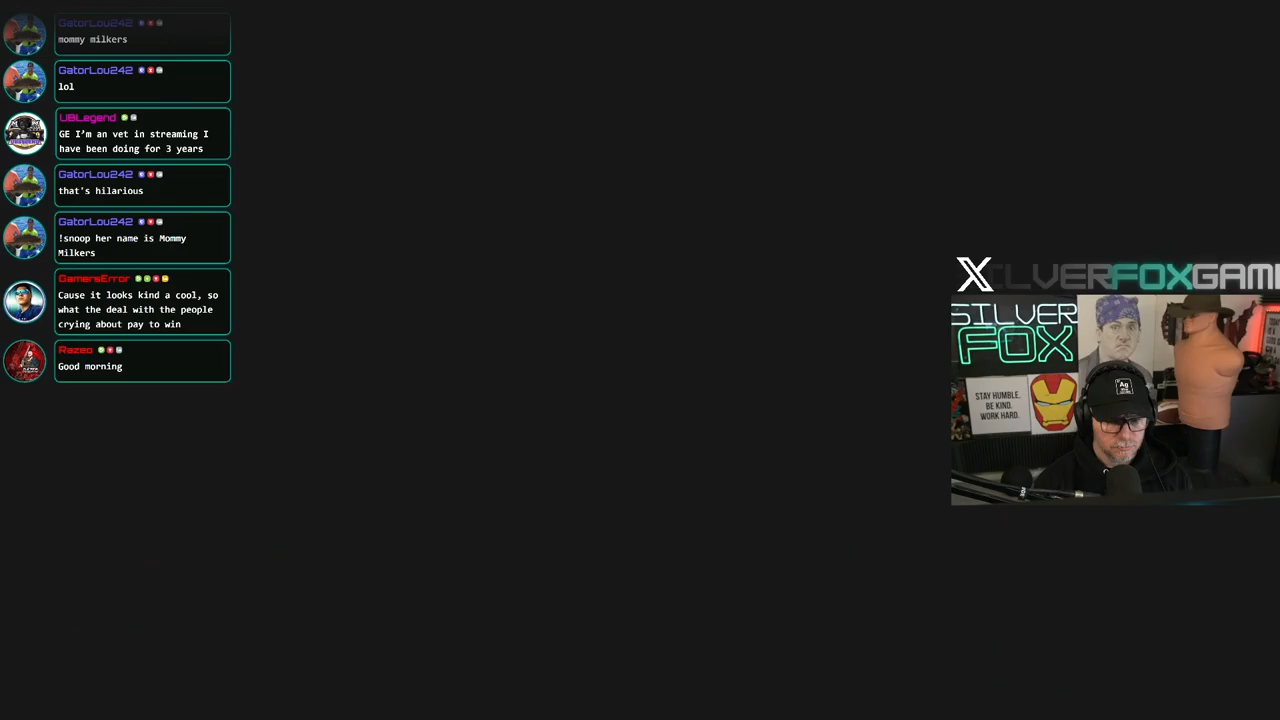 GatorLou242
mommy milkers
GatorLou242
lol
UBLegend
GE I’m an vet in streaming I
have been doing for 3 years
GatorLou242
that's hilarious
GatorLou242
!snoop her name is Mommy
Milkers
GamersError
Cause it looks kind a cool, so
what the deal with the people
crying about pay to win
Razeo
Good morning
X
ILVERFOXGAMI
SILVER
FOX
STAY HUMBLE.
BE KIND.
WORK HARD.
Ag